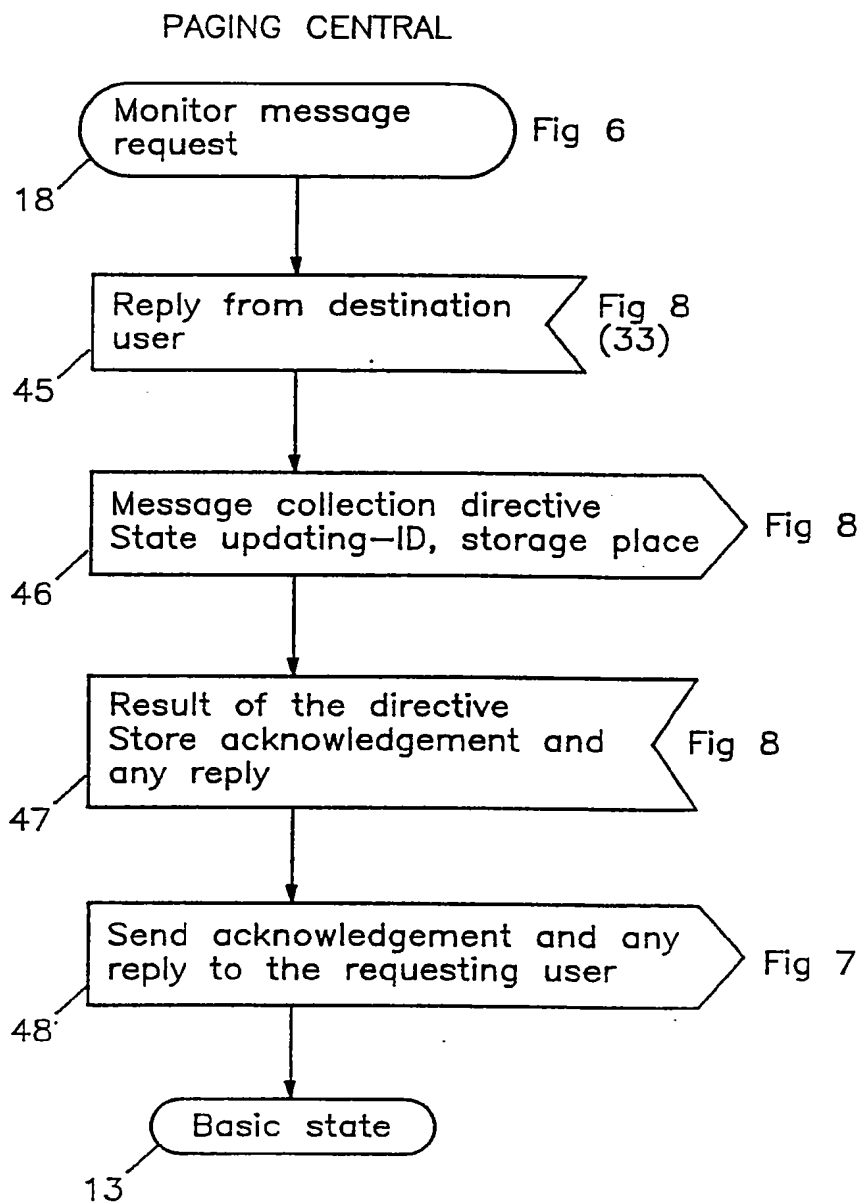 PAGING CENTRAL
Monitor message
request
Fig 6
18
Reply from destination
user
Fig 8
(33)
45
Message collection directive
State updating-ID, storage place
Fig 8
46
Result of the directive
Store acknowledgement and
any reply
Fig 8
47
Send acknowledgement and any
reply to the requesting user
Fig 7
48
Basic state
13